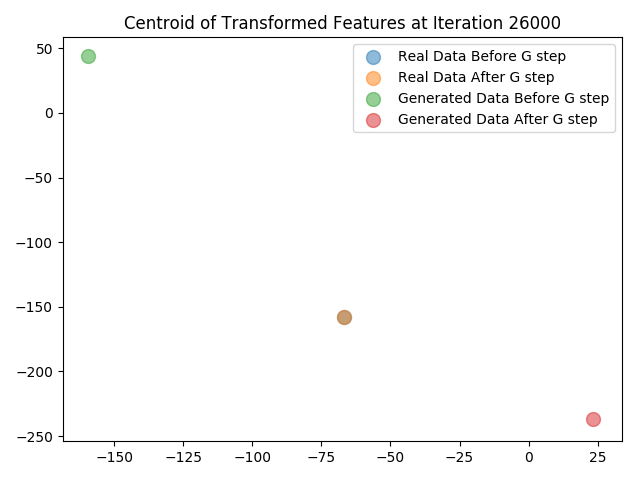 Centroid of Transformed Features at Iteration 26000
Real Data Before G step
Real Data After G step
Generated Data Before G step
Generated Data After G step
50
0
−50
−100
−150
−200
−250
−150 −125 −100 −75 −50 −25 0 25